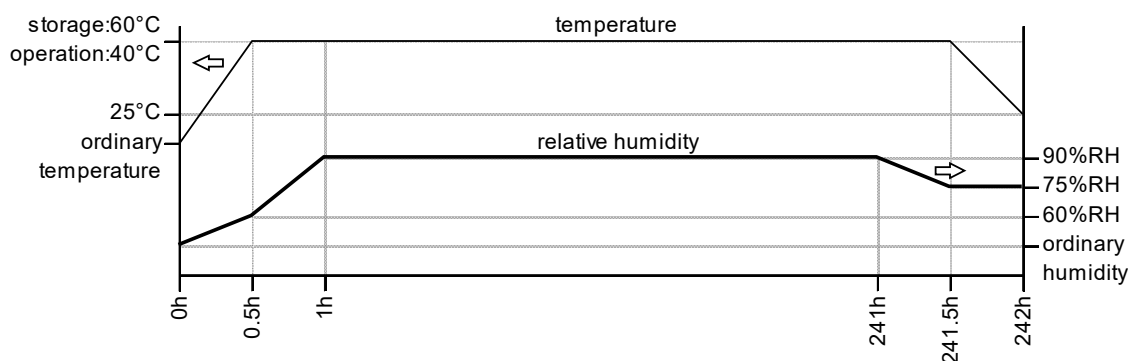 storage:60°C
temperature
operation:40°C
25°C
ordinary
temperature
relative humidity
90%RH
75%RH
60%RH
ordinary
humidity
0h
0.5h
1h
241h
241.5h
242h